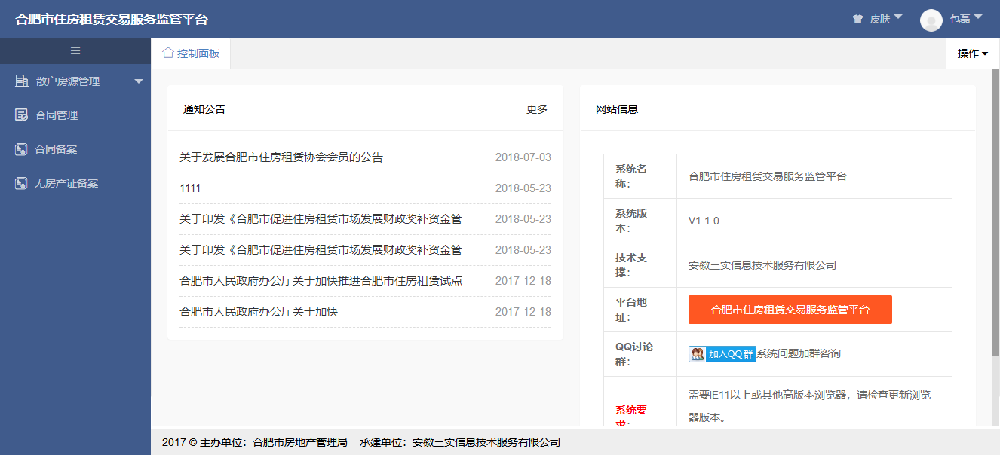 合肥市住房租赁交易服务监管平台
皮肤
包磊
控制面板
操作
散户房源管理
合同管理
合同备案
无房产证备案
通知公告
更多
关于发展合肥市住房租赁协会会员的公告 2018-07-03
1111 2018-05-23
关于印发《合肥市促进住房租赁市场发展财政奖补资金管 2018-05-23
关于印发《合肥市促进住房租赁市场发展财政奖补资金管 2018-05-23
合肥市人民政府办公厅关于加快推进合肥市住房租赁试点 2017-12-18
合肥市人民政府办公厅关于加快 2017-12-18
网站信息
系统名
称:
合肥市住房租赁交易服务监管平台
系统版
本:
V1.1.0
技术支
撑:
安徽三实信息技术服务有限公司
平台地
址:
合肥市住房租赁交易服务监管平台
QQ讨论
群:
加入QQ群系统问题加群咨询
系统要
求:
需要IE11以上或其他高版本浏览器，请检查更新浏览
器版本。
2017 © 主办单位：合肥市房地产管理局 承建单位：安徽三实信息技术服务有限公司